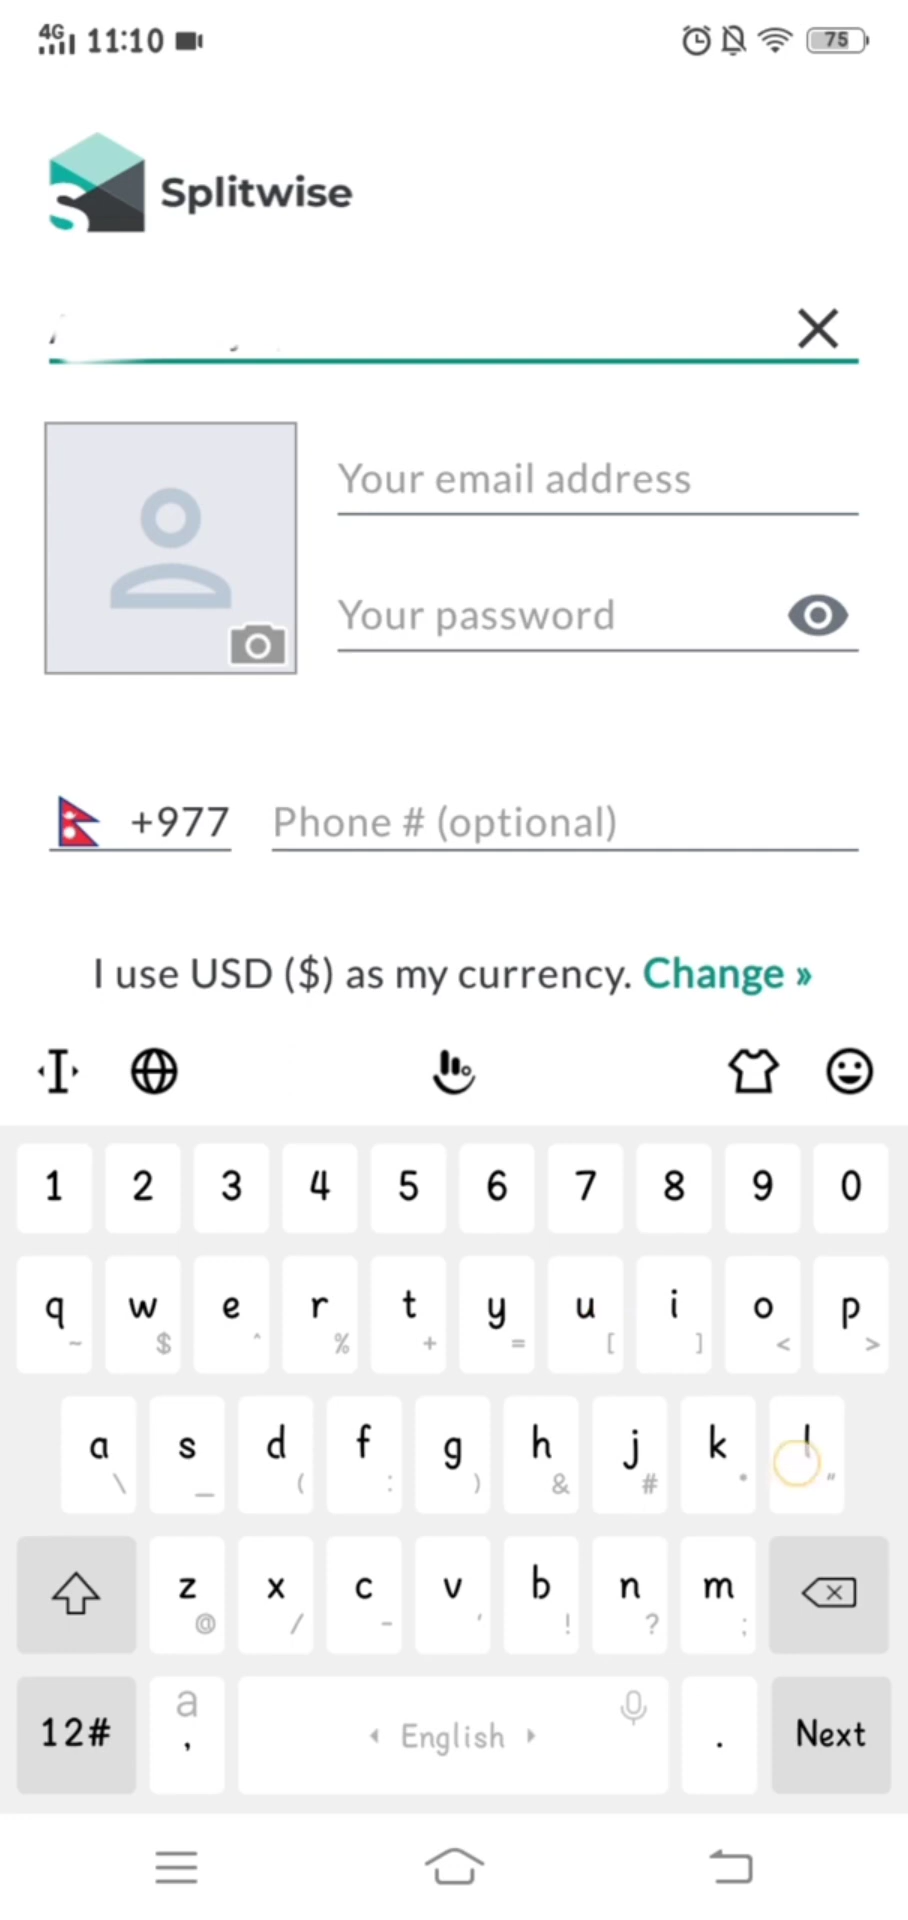 4G 11:10 75
Splitwise
Your email address
Your password
+977 Phone # (optional)
I use USD ($) as my currency. Change »
1 2 3 4 5 6 7 8 9 0
q w e r t y u i o p
~ $ ^ % + = [ ] < >
a s d f g h j k l
\ _ ( : ) & # * "
z x c v b n m
@ / - ' ! ? ;
12# a , English . Next